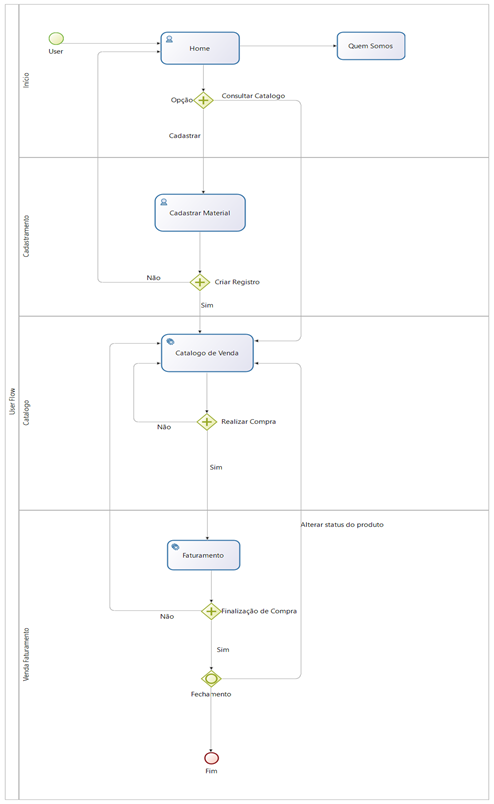 User Flow
Início
User
Home
Quem Somos
Opção
Consultar Catalogo
Cadastrar
Cadastramento
Cadastrar Material
Não
Criar Registro
Sim
Catalogo
Catalogo de Venda
Realizar Compra
Não
Sim
Alterar status do produto
Venda Faturamento
Faturamento
Finalização de Compra
Não
Sim
Fechamento
Fim